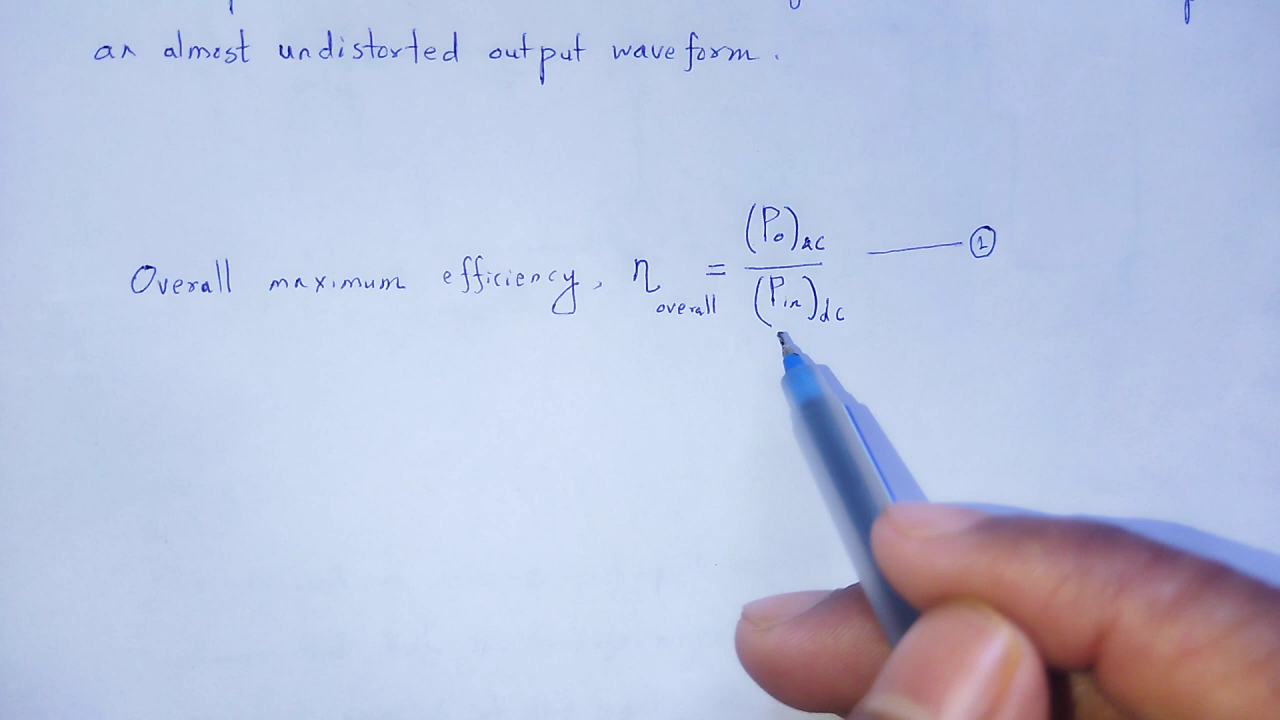 an almost undistorted output waveform.
Overall maximum efficiency, η overall = (Po)ac / (Pin)dc —— ①